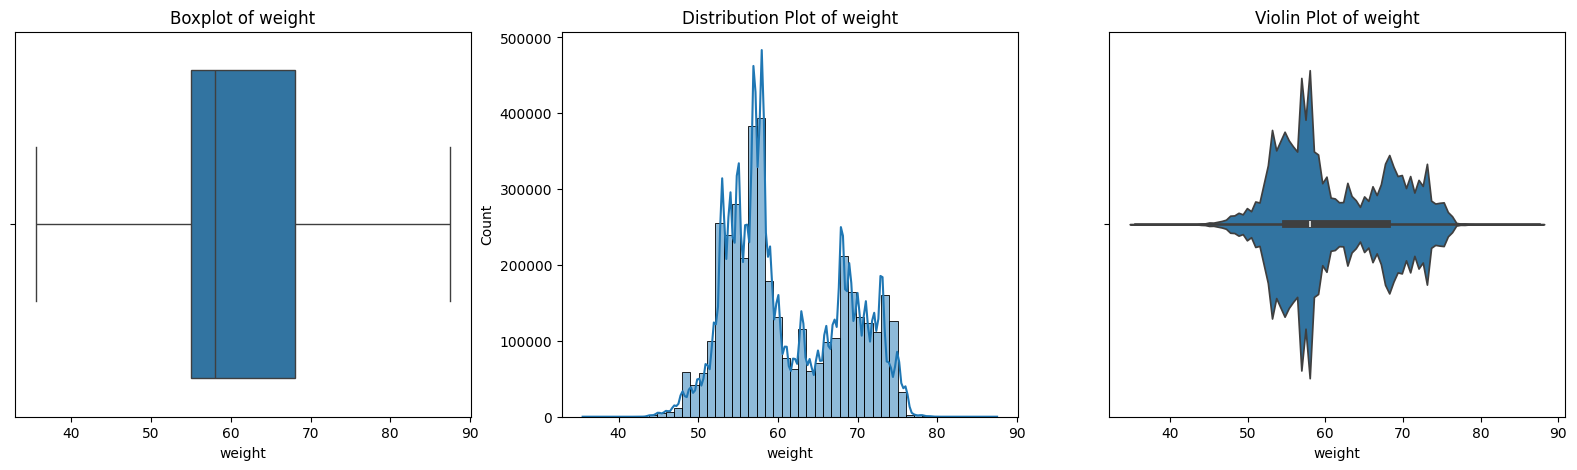 Boxplot of weight
40 50 60 70 80 90
weight
Distribution Plot of weight
500000
400000
300000
200000
100000
0
Count
40 50 60 70 80 90
weight
Violin Plot of weight
40 50 60 70 80 90
weight